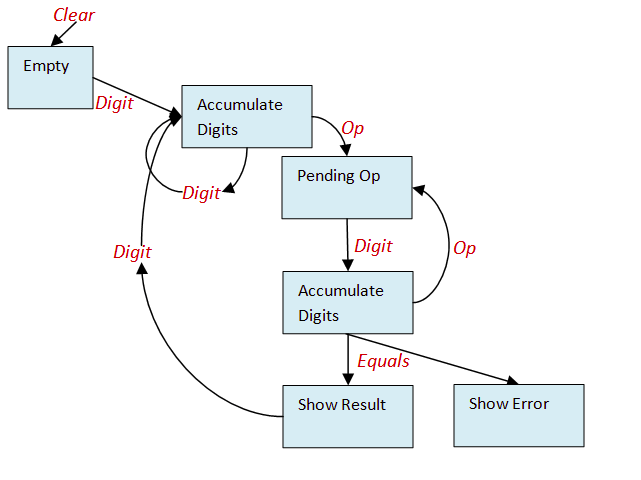 Clear
Empty
Digit
Accumulate
Digits
Op
Pending Op
Digit
Digit
Digit
Op
Accumulate
Digits
Equals
Show Result
Show Error